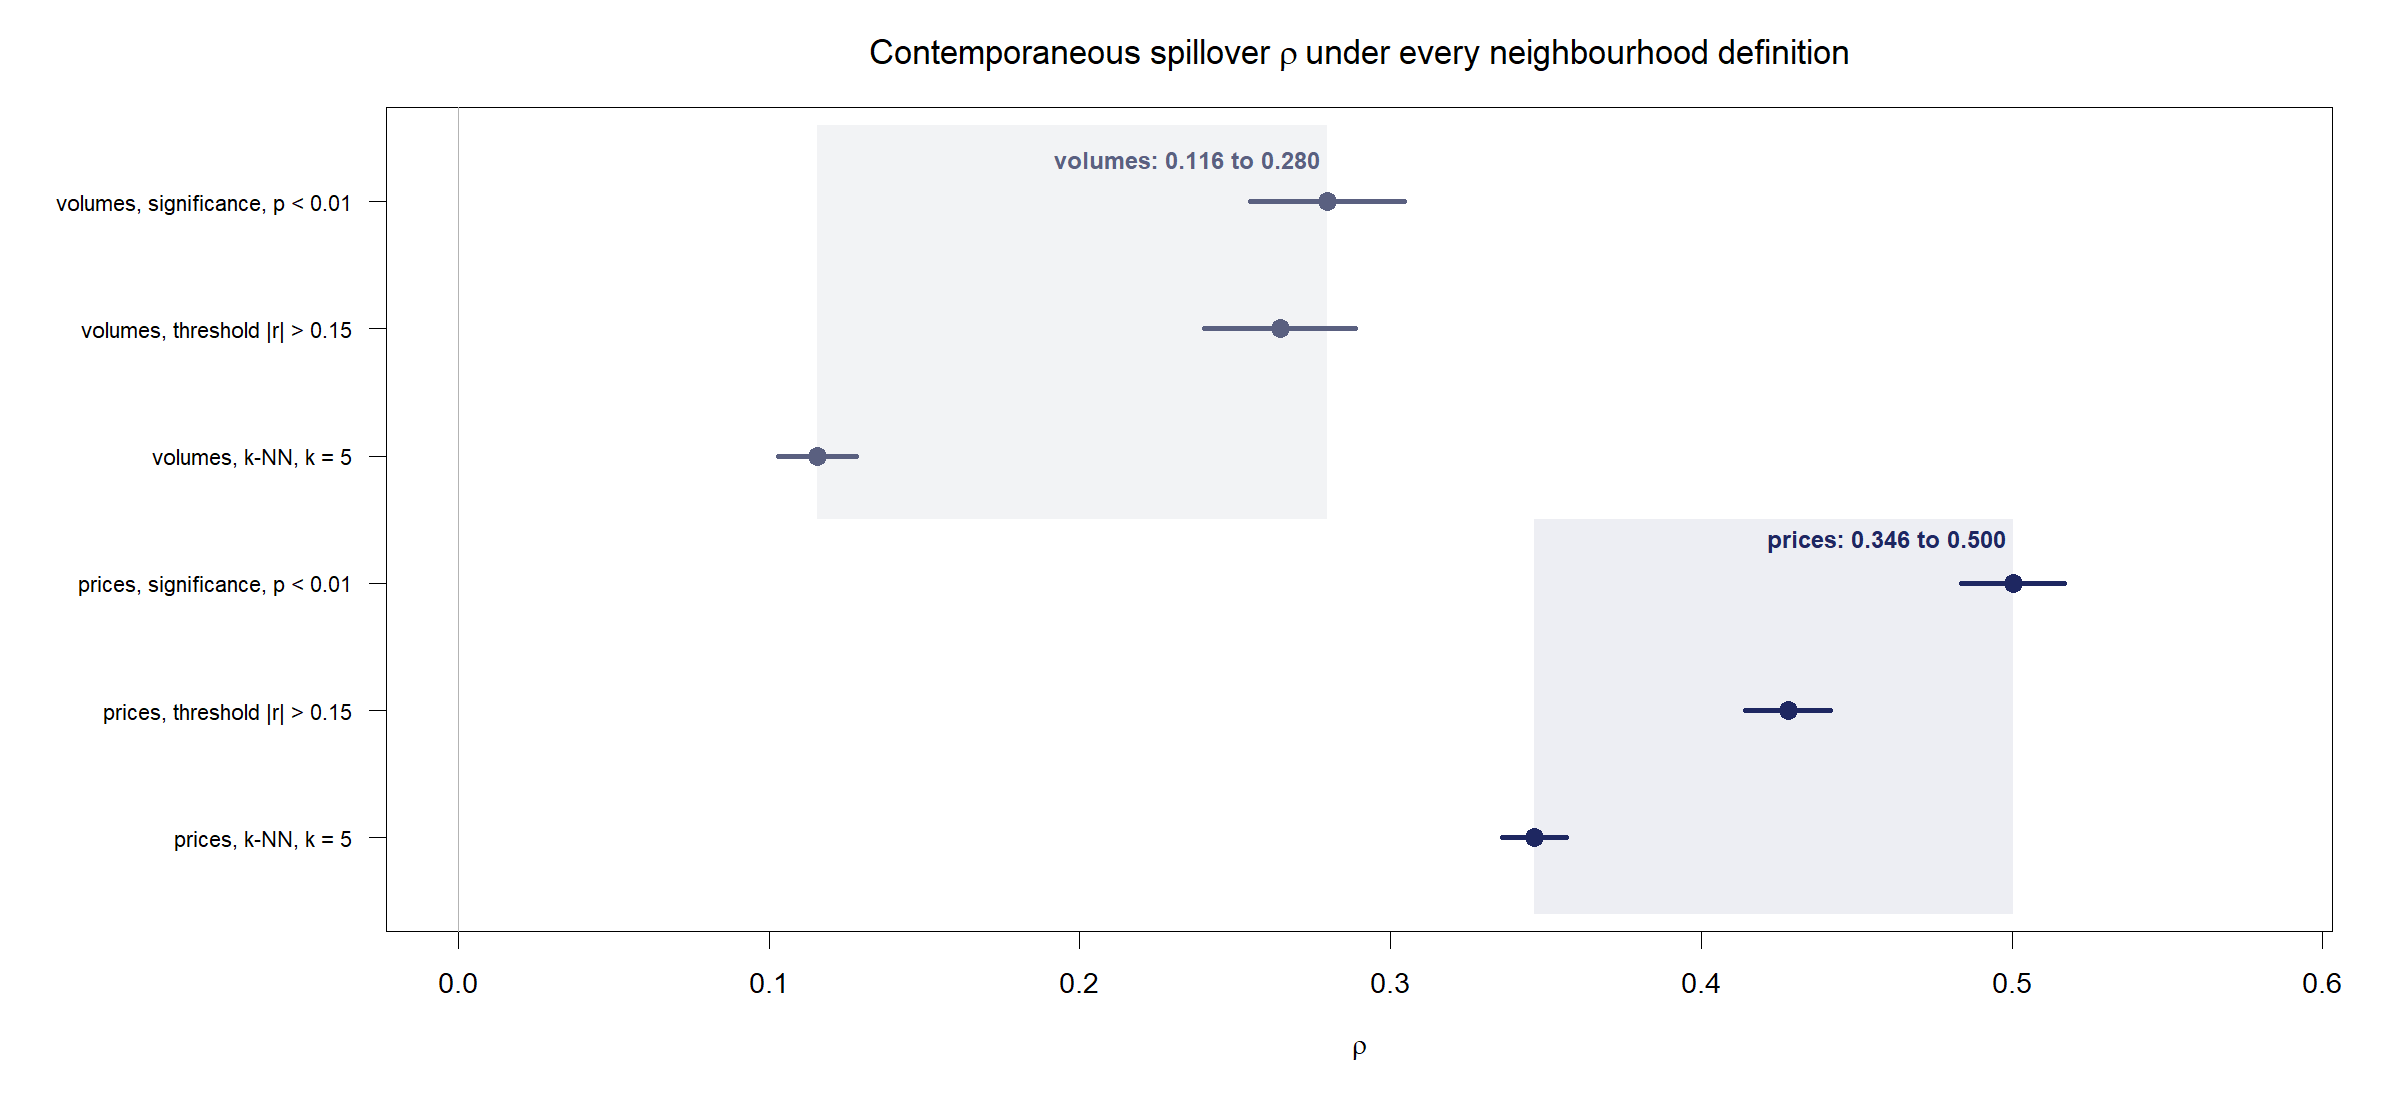 Contemporaneous spillover ρ under every neighbourhood definition
volumes: 0.116 to 0.280
volumes, significance, p < 0.01
volumes, threshold |r| > 0.15
volumes, k-NN, k = 5
prices: 0.346 to 0.500
prices, significance, p < 0.01
prices, threshold |r| > 0.15
prices, k-NN, k = 5
0.0 0.1 0.2 0.3 0.4 0.5 0.6
ρ